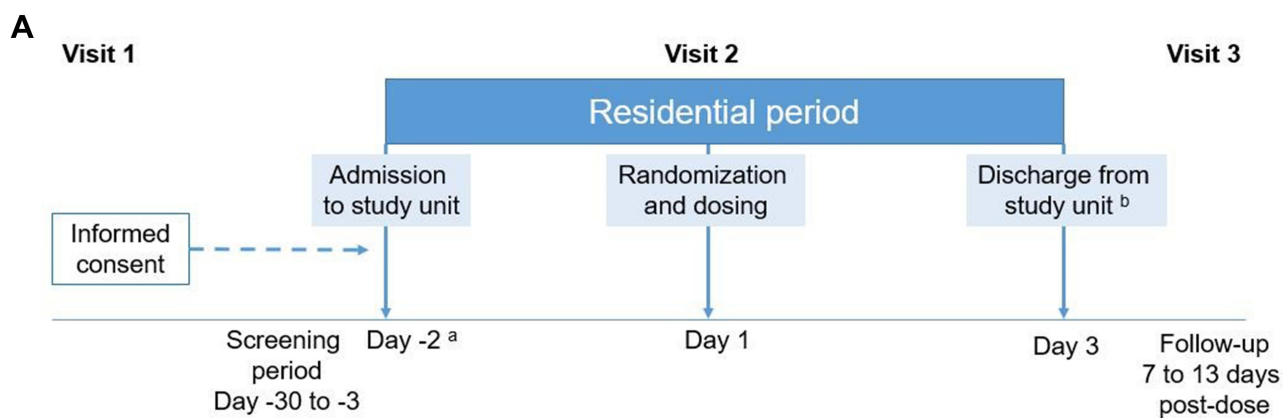 A
Visit 1
Visit 2
Visit 3
Residential period
Admission
to study unit
Randomization
and dosing
Discharge from
study unit b
Informed
consent
Screening
period
Day -30 to -3
Day -2 a
Day 1
Day 3
Follow-up
7 to 13 days
post-dose